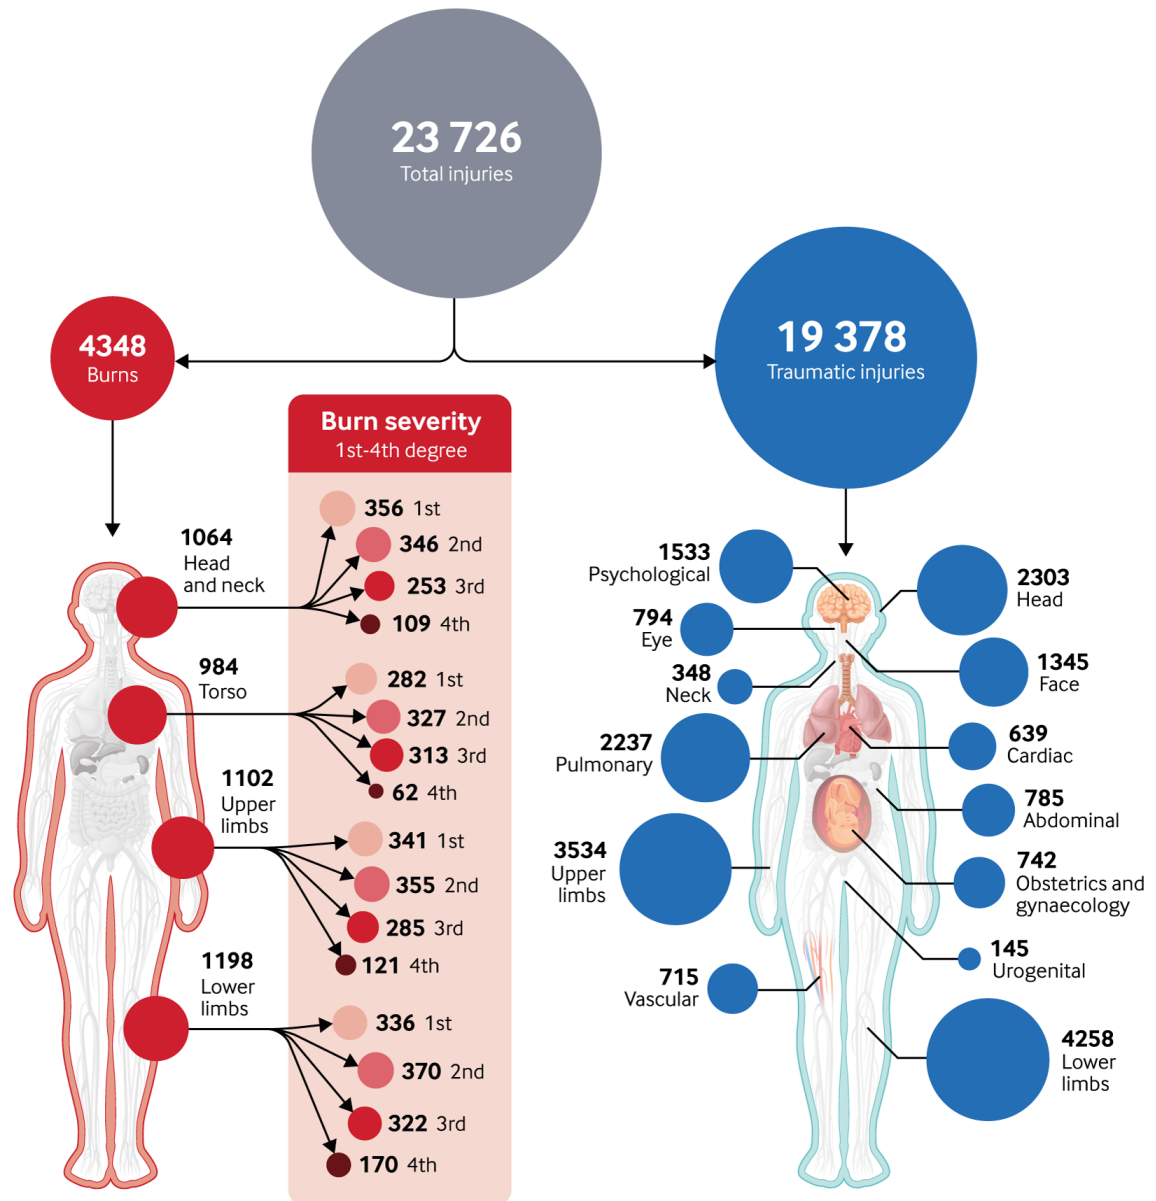 23 726
Total injuries
4348
Burns
19 378
Traumatic injuries
Burn severity
1st-4th degree
1064
Head
and neck
356 1st
346 2nd
253 3rd
109 4th
984
Torso
282 1st
327 2nd
313 3rd
62 4th
1102
Upper
limbs
341 1st
355 2nd
285 3rd
121 4th
1198
Lower
limbs
336 1st
370 2nd
322 3rd
170 4th
1533
Psychological
794
Eye
348
Neck
2237
Pulmonary
3534
Upper
limbs
715
Vascular
2303
Head
1345
Face
639
Cardiac
785
Abdominal
742
Obstetrics and
gynaecology
145
Urogenital
4258
Lower
limbs